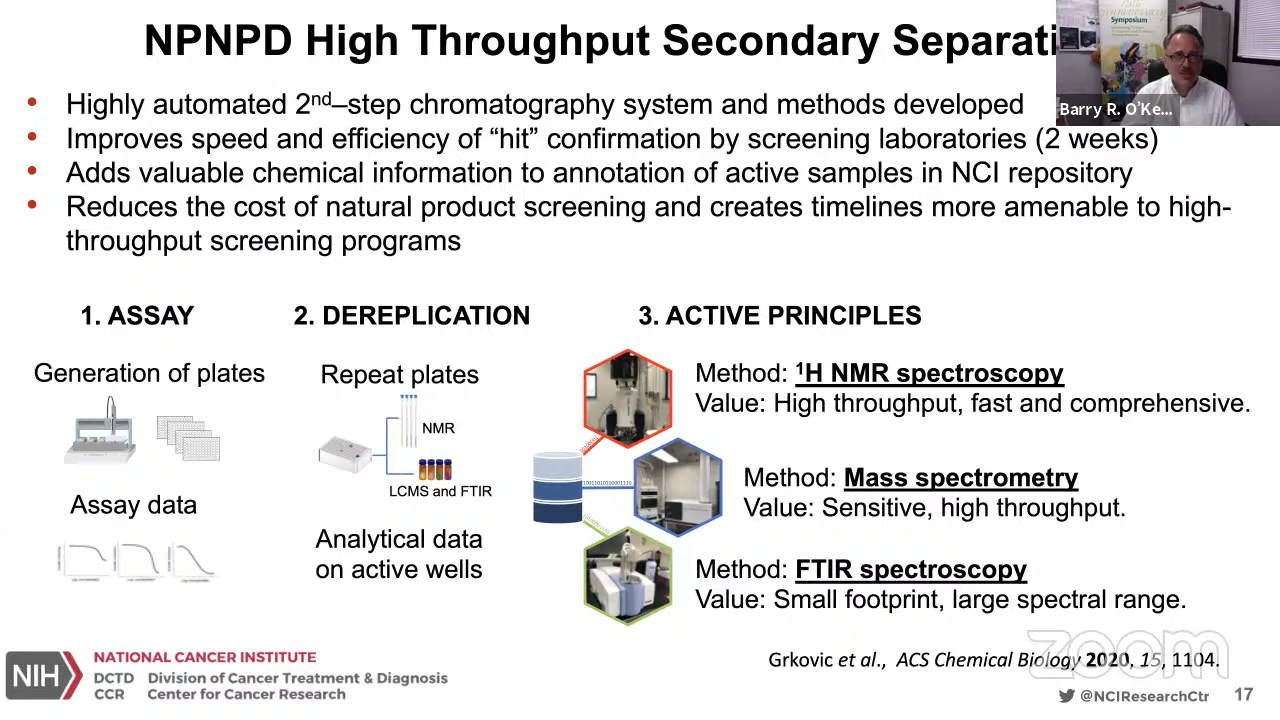 NPNPD High Throughput Secondary Separati
Symposium
Barry R. O'Ke...
• Highly automated 2nd–step chromatography system and methods developed
• Improves speed and efficiency of “hit” confirmation by screening laboratories (2 weeks)
• Adds valuable chemical information to annotation of active samples in NCI repository
• Reduces the cost of natural product screening and creates timelines more amenable to high-
throughput screening programs
1. ASSAY
Generation of plates
Assay data
2. DEREPLICATION
Repeat plates
NMR
LCMS and FTIR
Analytical data
on active wells
3. ACTIVE PRINCIPLES
Method: ¹H NMR spectroscopy
Value: High throughput, fast and comprehensive.
Method: Mass spectrometry
Value: Sensitive, high throughput.
Method: FTIR spectroscopy
Value: Small footprint, large spectral range.
zoom
Grkovic et al., ACS Chemical Biology 2020, 15, 1104.
NIH
NATIONAL CANCER INSTITUTE
DCTD Division of Cancer Treatment & Diagnosis
CCR Center for Cancer Research
@NCIResearchCtr 17